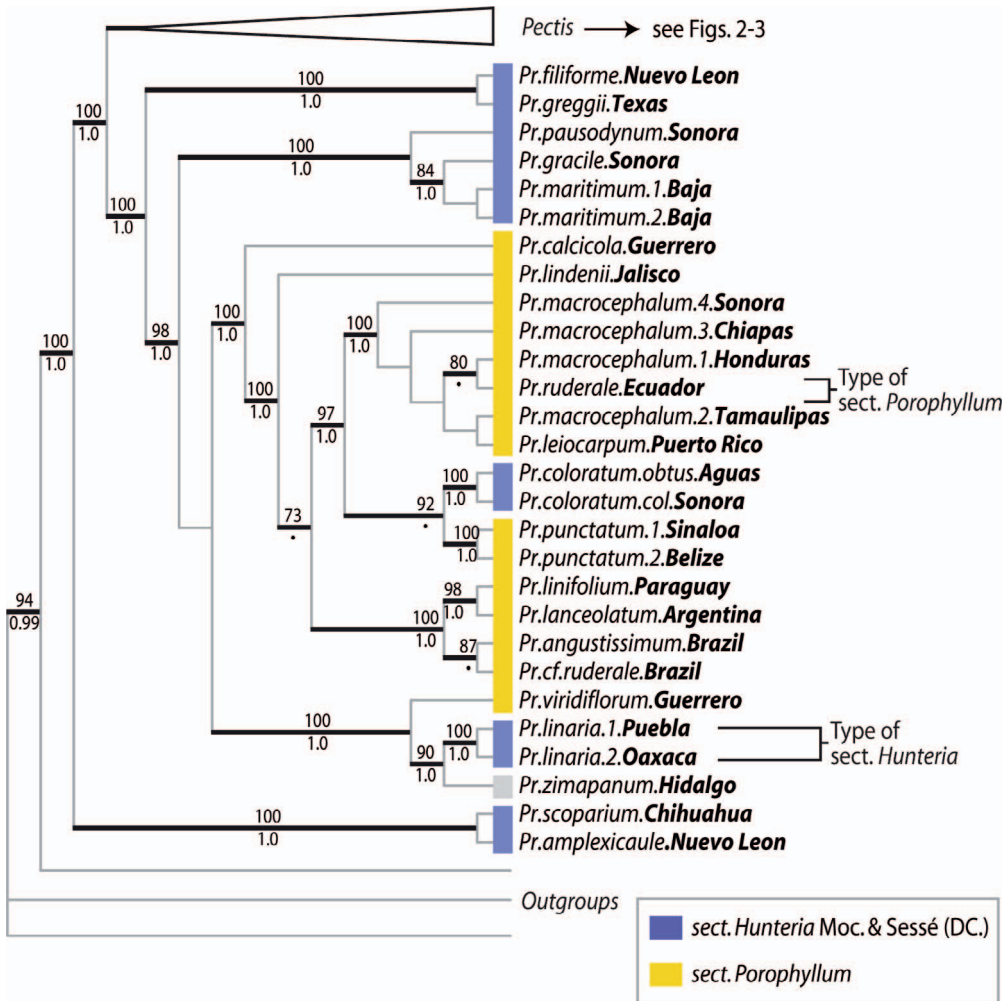 Pectis → see Figs. 2-3
100
1.0
Pr.filiforme.Nuevo Leon
Pr.greggii.Texas
100
1.0
Pr.pausodynum.Sonora
100
1.0
Pr.gracile.Sonora
84
1.0
Pr.maritimum.1.Baja
Pr.maritimum.2.Baja
100
1.0
Pr.calcicola.Guerrero
Pr.lindenii.Jalisco
Pr.macrocephalum.4.Sonora
100
1.0
100
1.0
98
1.0
100
1.0
Pr.macrocephalum.3.Chiapas
Pr.macrocephalum.1.Honduras
80
Pr.ruderale.Ecuador
Type of
sect. Porophyllum
100
1.0
Pr.macrocephalum.2.Tamaulipas
97
1.0
Pr.leiocarpum.Puerto Rico
Pr.coloratum.obtus.Aguas
100
1.0
Pr.coloratum.col.Sonora
92
73
Pr.punctatum.1.Sinaloa
100
1.0
Pr.punctatum.2.Belize
Pr.linifolium.Paraguay
98
1.0
94
0.99
Pr.lanceolatum.Argentina
100
1.0
Pr.angustissimum.Brazil
87
Pr.cf.ruderale.Brazil
Pr.viridiflorum.Guerrero
100
1.0
Pr.linaria.1.Puebla
100
1.0
Type of
sect. Hunteria
Pr.linaria.2.Oaxaca
90
1.0
Pr.zimapanum.Hidalgo
Pr.scoparium.Chihuahua
100
1.0
Pr.amplexicaule.Nuevo Leon
Outgroups
sect. Hunteria Moc. & Sessé (DC.)
sect. Porophyllum